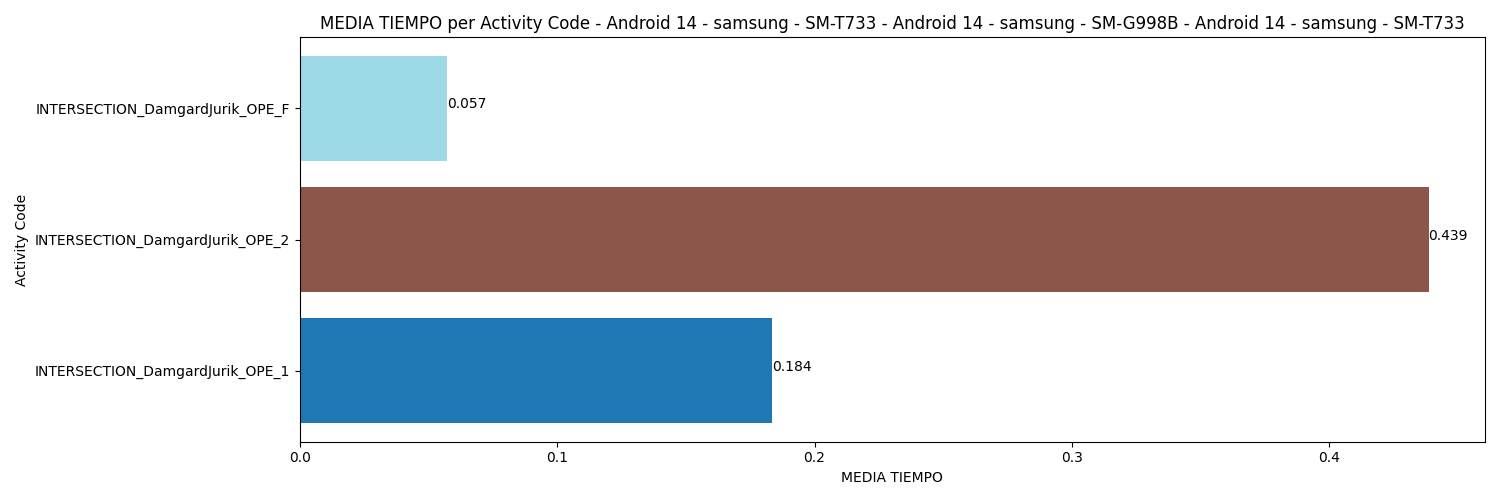 MEDIA TIEMPO per Activity Code - Android 14 - samsung - SM-T733 - Android 14 - samsung - SM-G998B - Android 14 - samsung - SM-T733
INTERSECTION_DamgardJurik_OPE_F
0.057
INTERSECTION_DamgardJurik_OPE_2
0.439
INTERSECTION_DamgardJurik_OPE_1
0.184
Activity Code
0.0 0.1 0.2 0.3 0.4
MEDIA TIEMPO